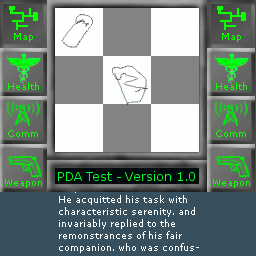 Map
Map
Health
Health
Comm
Comm
Weapon
Weapon
PDA Test - Version 1.0
He acquitted his task with
characteristic serenity, and
invariably replied to the
remonstrances of his fair
companion, who was confus-